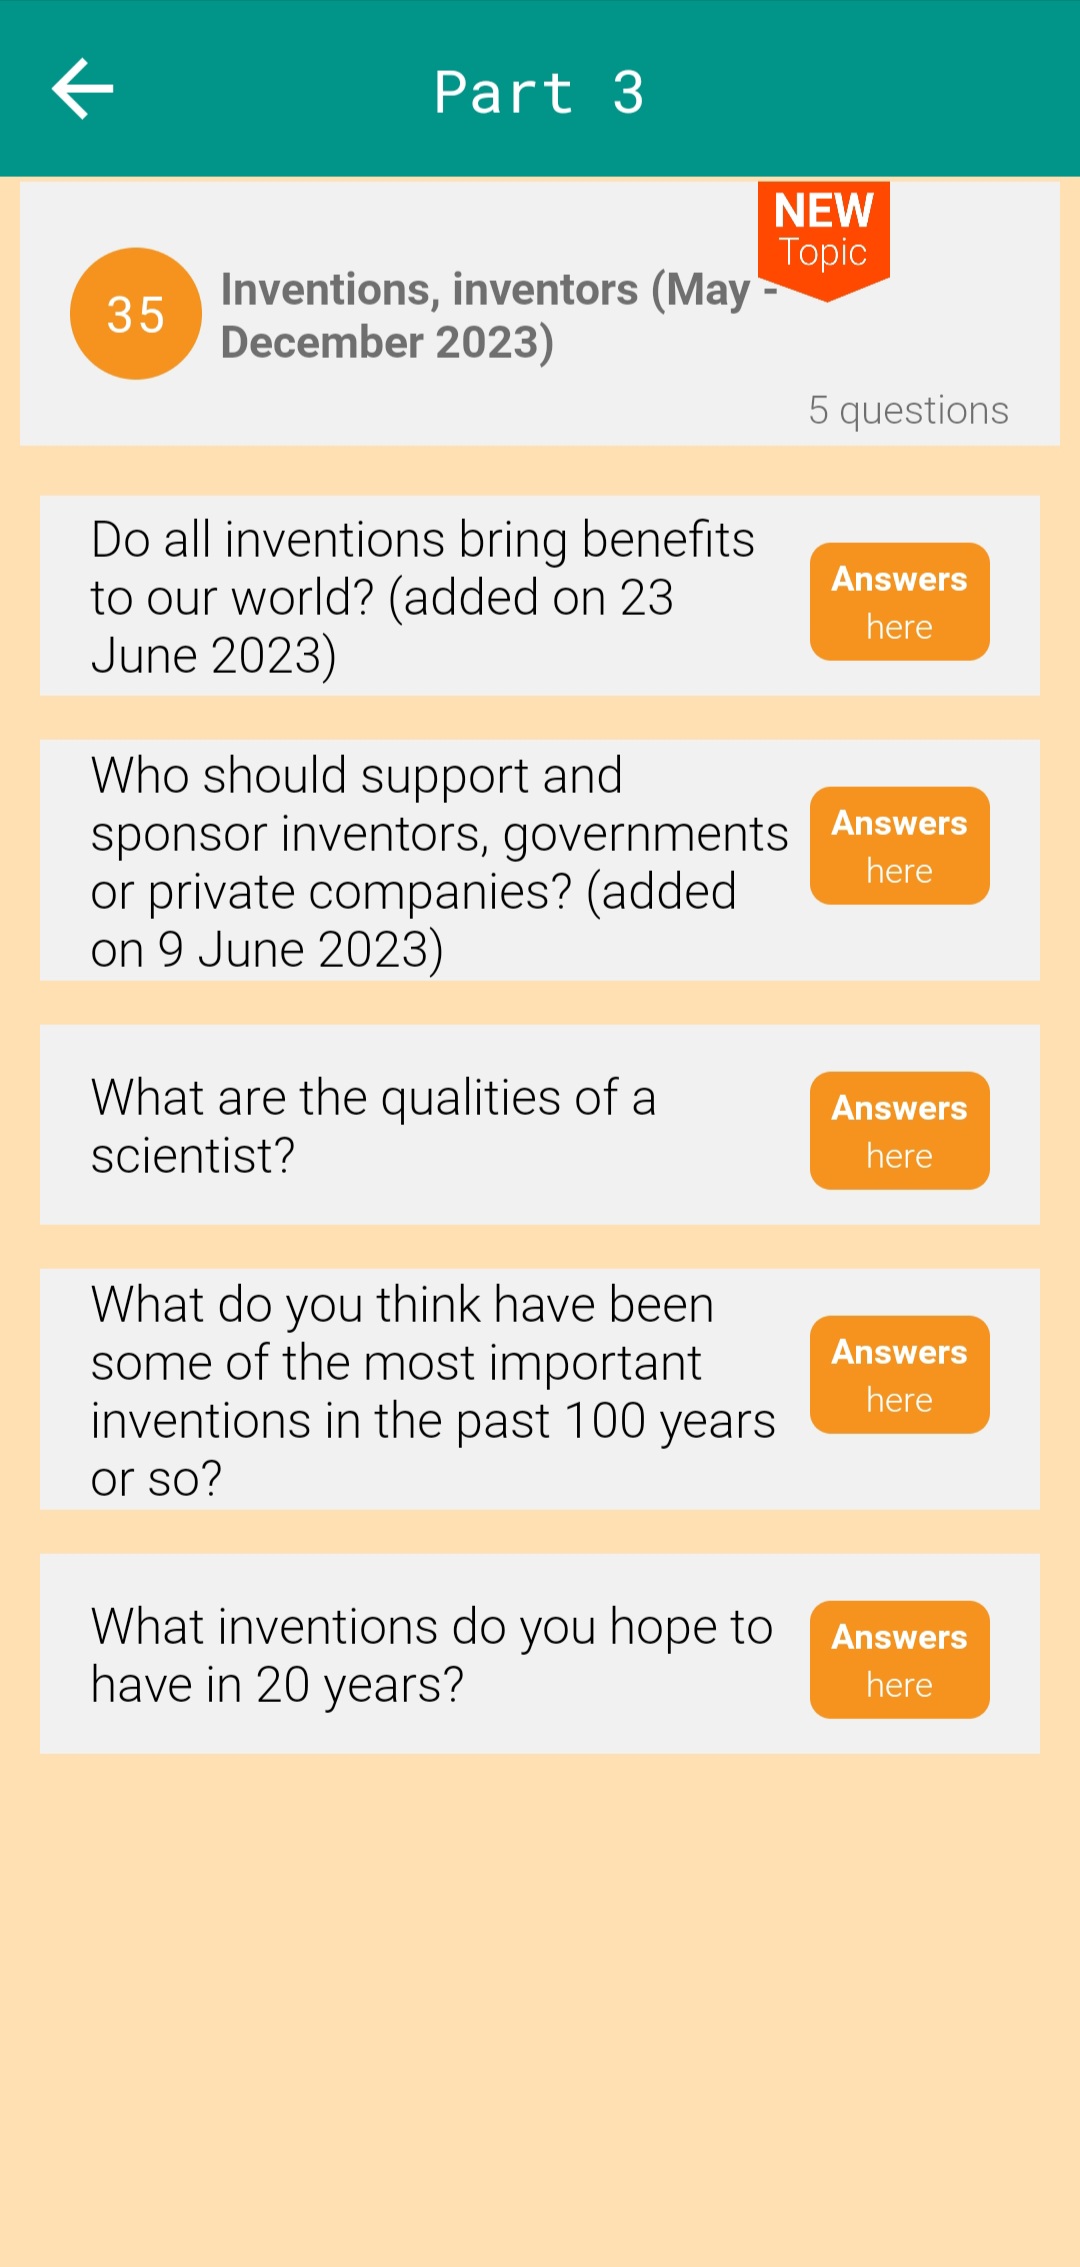 Part 3
NEW
Topic
35
Inventions, inventors (May -
December 2023)
5 questions
Do all inventions bring benefits
to our world? (added on 23
June 2023)
Answers
here
Who should support and
sponsor inventors, governments
or private companies? (added
on 9 June 2023)
Answers
here
What are the qualities of a
scientist?
Answers
here
What do you think have been
some of the most important
inventions in the past 100 years
or so?
Answers
here
What inventions do you hope to
have in 20 years?
Answers
here